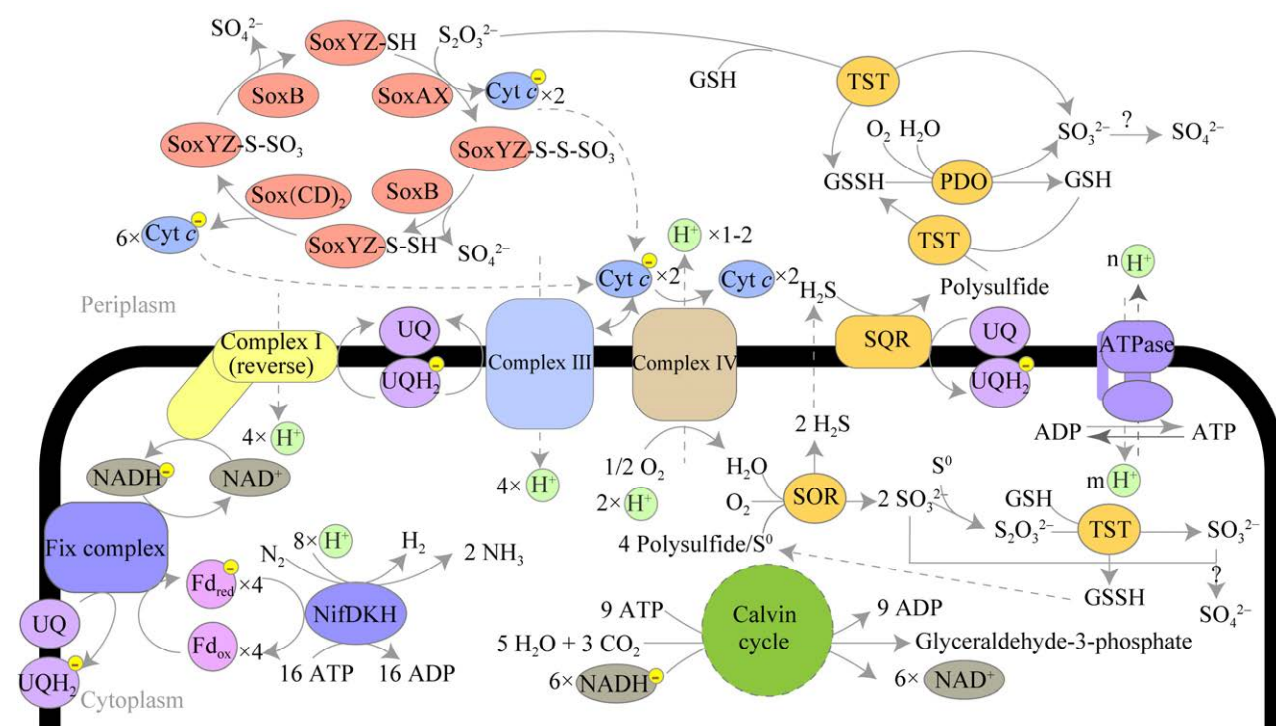 SO₄²⁻
SoxYZ-SH
S₂O₃²⁻
SoxB
SoxAX
Cyt c
−
×2
GSH
TST
SoxYZ-S-SO₃
SoxYZ-S-S-SO₃
O₂ H₂O
SO₃²⁻
?
SO₄²⁻
Sox(CD)₂
SoxB
GSSH
PDO
GSH
6× Cyt c
−
SoxYZ-S-SH
SO₄²⁻
H⁺ ×1-2
TST
Periplasm
Cyt c
−
×2
Cyt c ×2
H₂S
Polysulfide
n H⁺
Complex I
(reverse)
UQ
UQH₂
−
Complex III
Complex IV
SQR
UQ
UQH₂
−
ATPase
4× H⁺
2 H₂S
ADP
ATP
NADH
−
NAD⁺
4× H⁺
1/2 O₂
2× H⁺
H₂O
O₂
SOR
2 SO₃²⁻
S⁰
GSH
m H⁺
S₂O₃²⁻
TST
SO₃²⁻
Fix complex
N₂
8× H⁺
H₂
2 NH₃
4 Polysulfide/S⁰
GSSH
?
SO₄²⁻
Fd red
−
×4
NifDKH
UQ
Fd ox ×4
16 ATP
16 ADP
UQH₂
−
Cytoplasm
9 ATP
Calvin
cycle
9 ADP
5 H₂O + 3 CO₂
Glyceraldehyde-3-phosphate
6× NADH
−
6× NAD⁺